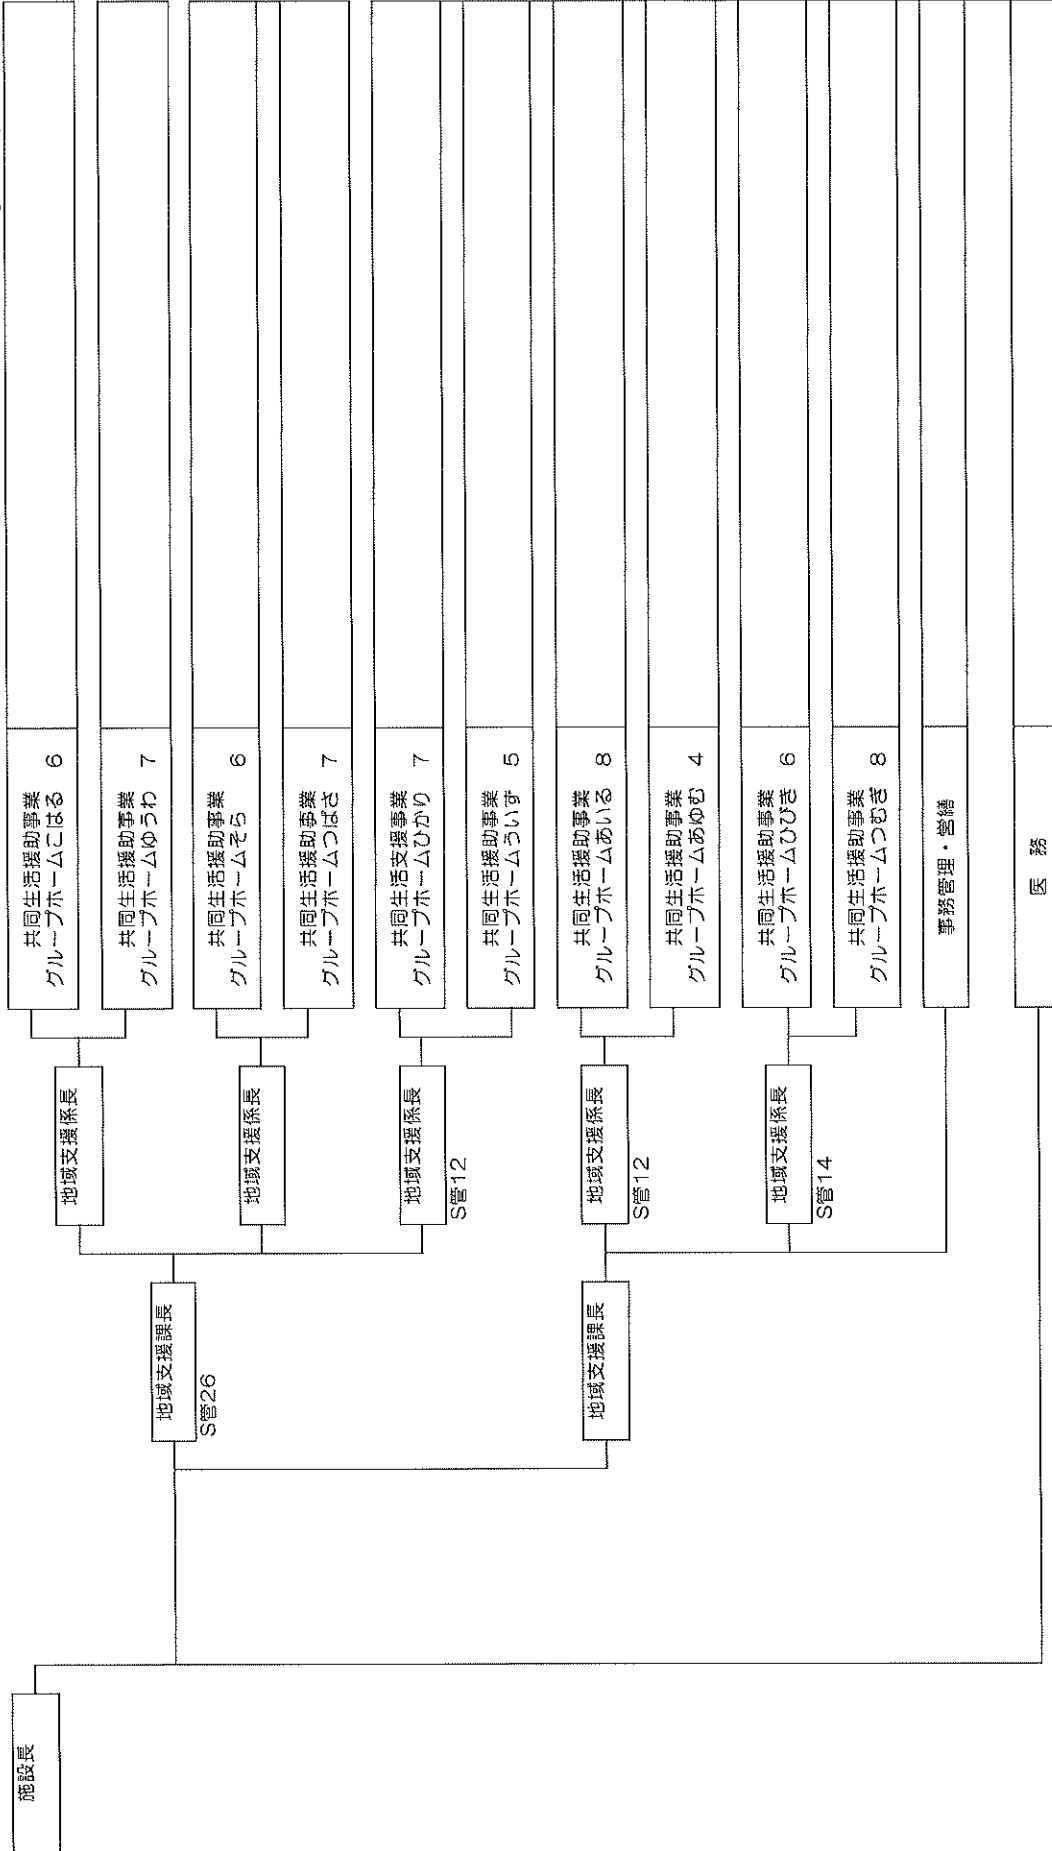 施設長
地域支援課長
S管26
地域支援課長
地域支援係長
地域支援係長
地域支援係長
S管12
地域支援係長
S管12
地域支援係長
S管14
共同生活援助事業
グループホームこはる 6
共同生活援助事業
グループホームゆうわ 7
共同生活援助事業
グループホームそら 6
共同生活援助事業
グループホームつばさ 7
共同生活支援事業
グループホームひかり 7
共同生活援助事業
グループホームういず 5
共同生活援助事業
グループホームあいる 8
共同生活援助事業
グループホームあゆむ 4
共同生活援助事業
グループホームひびき 6
共同生活援助事業
グループホームつむぎ 8
事務管理・営繕
医 務